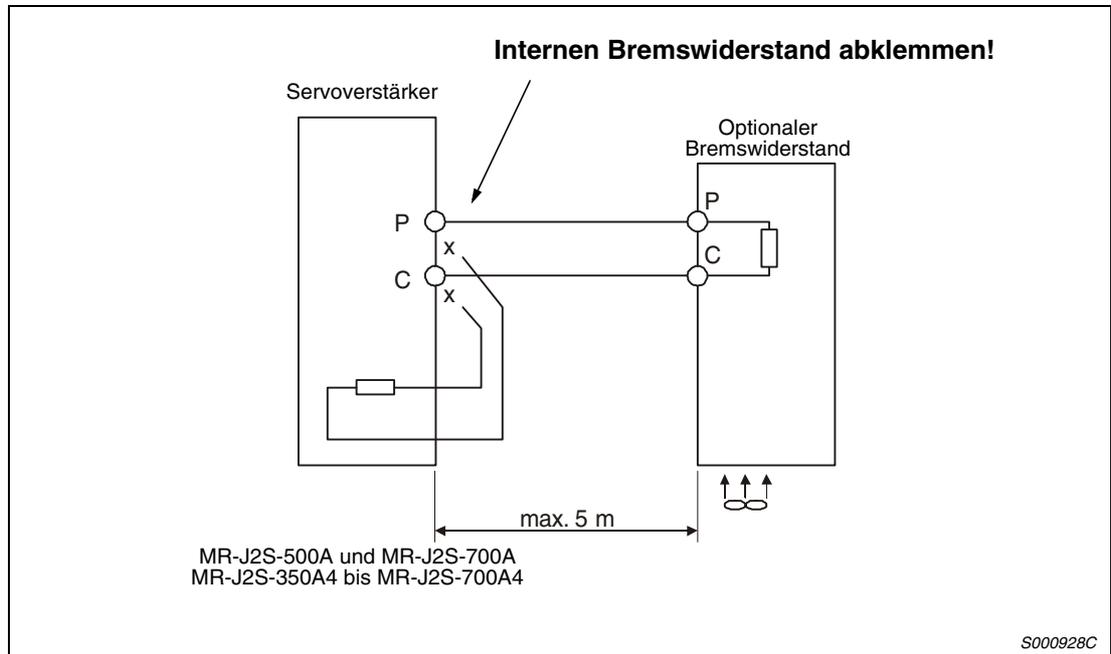 Internen Bremswiderstand abklemmen!
Servoverstärker
Optionaler
Bremswiderstand
P
P
x
C
C
x
max. 5 m
MR-J2S-500A und MR-J2S-700A
MR-J2S-350A4 bis MR-J2S-700A4
S000928C